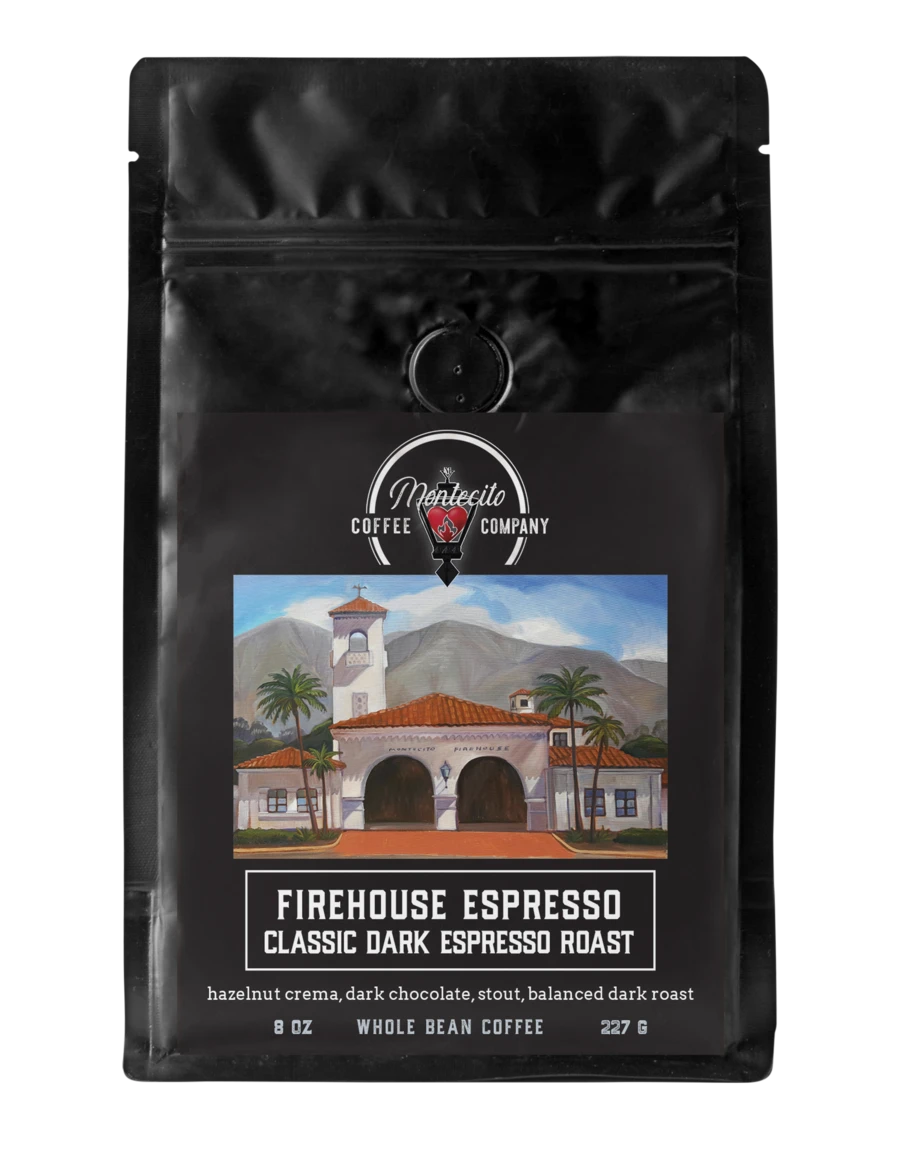 Montecito
COFFEE COMPANY
MONTECITO FIREHOUSE
FIREHOUSE ESPRESSO
CLASSIC DARK ESPRESSO ROAST
hazelnut crema, dark chocolate, stout, balanced dark roast
8 OZ WHOLE BEAN COFFEE 227 G